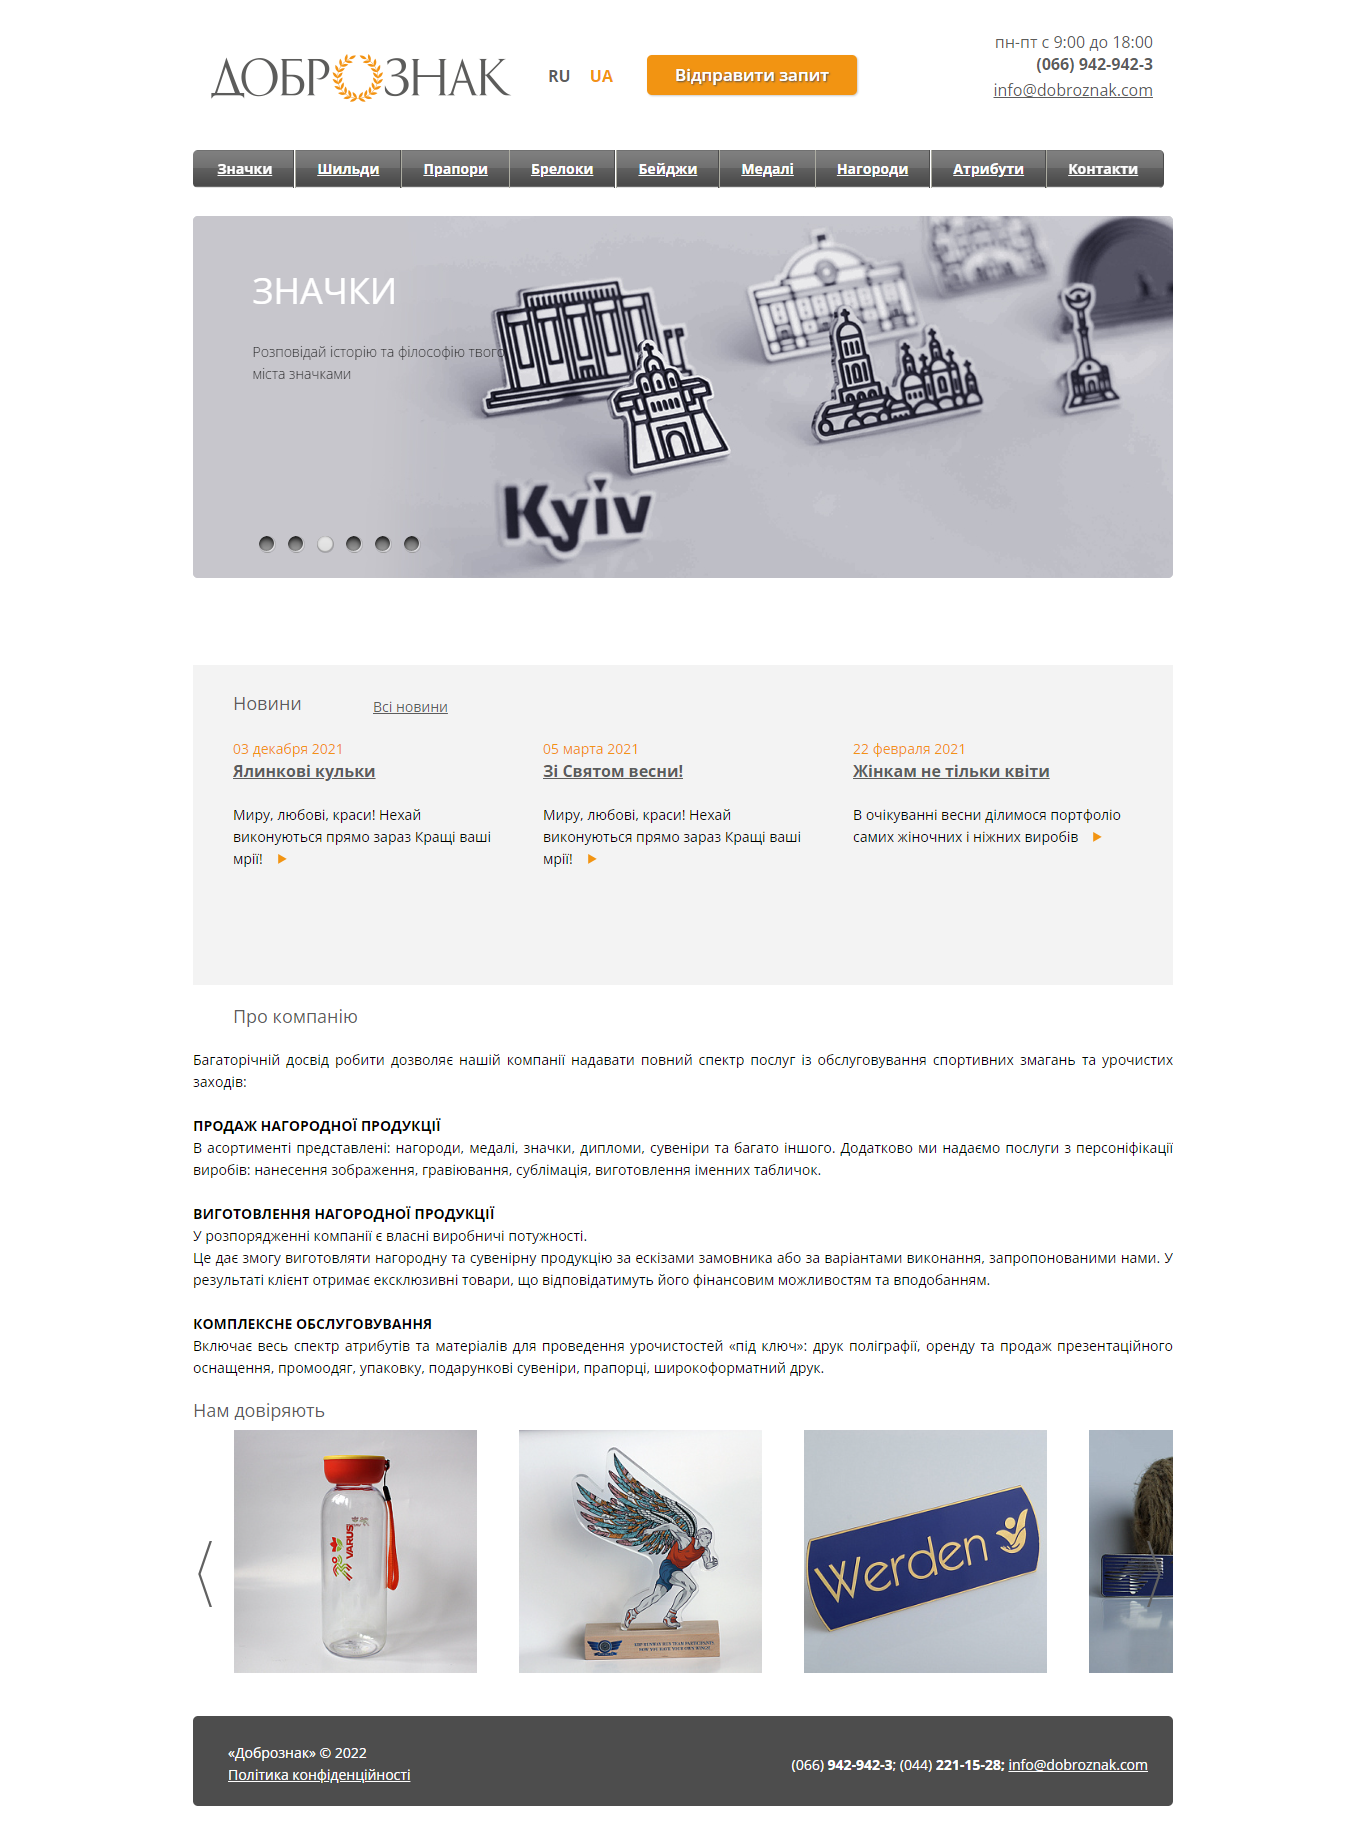 ДОБРОЗНАК
RU UA
Відправити запит
пн-пт с 9:00 до 18:00
(066) 942-942-3
info@dobroznak.com
Значки Шильди Прапори Брелоки Бейджи Медалі Нагороди Атрибути Контакти
ЗНАЧКИ
Розповідай історію та філософію твого
міста значками
Kyiv
Новини Всі новини
03 декабря 2021
Ялинкові кульки
Миру, любові, краси! Нехай
виконуються прямо зараз Кращі ваші
мрії!
05 марта 2021
Зі Святом весни!
Миру, любові, краси! Нехай
виконуються прямо зараз Кращі ваші
мрії!
22 февраля 2021
Жінкам не тільки квіти
В очікуванні весни ділимося портфоліо
самих жіночних і ніжних виробів
Про компанію
Багаторічній досвід робити дозволяє нашій компанії надавати повний спектр послуг із обслуговування спортивних змагань та урочистих
заходів:
ПРОДАЖ НАГОРОДНОЇ ПРОДУКЦІЇ
В асортименті представлені: нагороди, медалі, значки, дипломи, сувеніри та багато іншого. Додатково ми надаємо послуги з персоніфікації
виробів: нанесення зображення, гравіювання, сублімація, виготовлення іменних табличок.
ВИГОТОВЛЕННЯ НАГОРОДНОЇ ПРОДУКЦІЇ
У розпорядженні компанії є власні виробничі потужності.
Це дає змогу виготовляти нагородну та сувенірну продукцію за ескізами замовника або за варіантами виконання, запропонованими нами. У
результаті клієнт отримає ексклюзивні товари, що відповідатимуть його фінансовим можливостям та вподобанням.
КОМПЛЕКСНЕ ОБСЛУГОВУВАННЯ
Включає весь спектр атрибутів та матеріалів для проведення урочистостей «під ключ»: друк поліграфії, оренду та продаж презентаційного
оснащення, промоодяг, упаковку, подарункові сувеніри, прапорці, широкоформатний друк.
Нам довіряють
VARUS
Werden
«Добрознак» © 2022
Політика конфіденційності
(066) 942-942-3; (044) 221-15-28; info@dobroznak.com